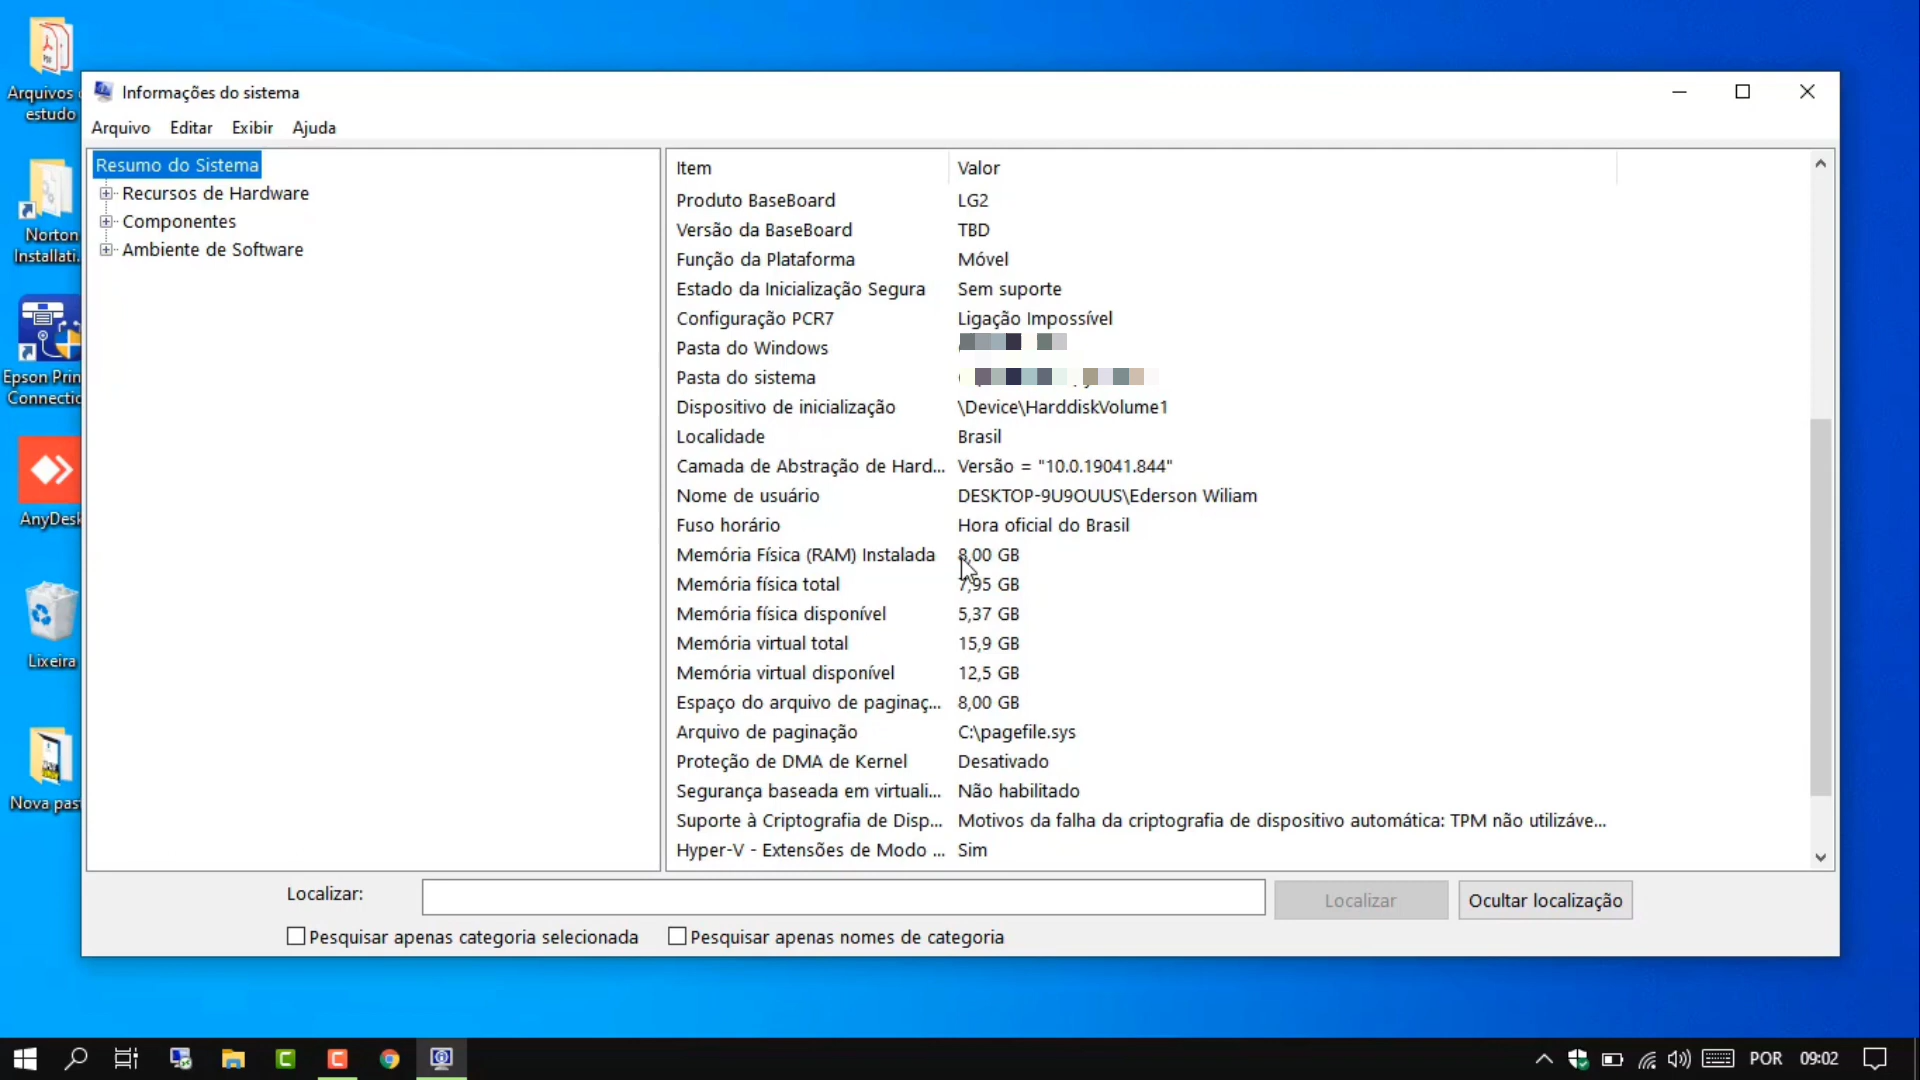 Arquivos
estudo
Norton
Installati...
Epson Prin
Connectio
AnyDesk
Lixeira
Nova pas
Informações do sistema
Arquivo Editar Exibir Ajuda
Resumo do Sistema
Recursos de Hardware
Componentes
Ambiente de Software
Item Valor
Produto BaseBoard LG2
Versão da BaseBoard TBD
Função da Plataforma Móvel
Estado da Inicialização Segura Sem suporte
Configuração PCR7 Ligação Impossível
Pasta do Windows
Pasta do sistema
Dispositivo de inicialização \Device\HarddiskVolume1
Localidade Brasil
Camada de Abstração de Hard... Versão = "10.0.19041.844"
Nome de usuário DESKTOP-9U9OUUS\Ederson Wiliam
Fuso horário Hora oficial do Brasil
Memória Física (RAM) Instalada 8,00 GB
Memória física total 7,95 GB
Memória física disponível 5,37 GB
Memória virtual total 15,9 GB
Memória virtual disponível 12,5 GB
Espaço do arquivo de paginaç... 8,00 GB
Arquivo de paginação C:\pagefile.sys
Proteção de DMA de Kernel Desativado
Segurança baseada em virtuali... Não habilitado
Suporte à Criptografia de Disp... Motivos da falha da criptografia de dispositivo automática: TPM não utilizáve...
Hyper-V - Extensões de Modo ... Sim
Localizar: Localizar Ocultar localização
Pesquisar apenas categoria selecionada Pesquisar apenas nomes de categoria
POR 09:02